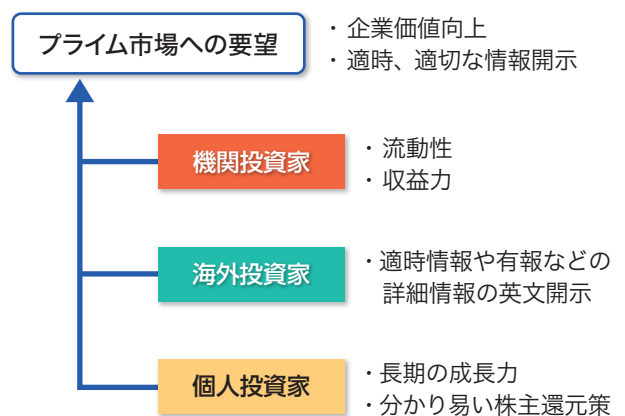 プライム市場への要望
・企業価値向上
・適時、適切な情報開示
機関投資家
・流動性
・収益力
海外投資家
・適時情報や有報などの
詳細情報の英文開示
個人投資家
・長期の成長力
・分かり易い株主還元策